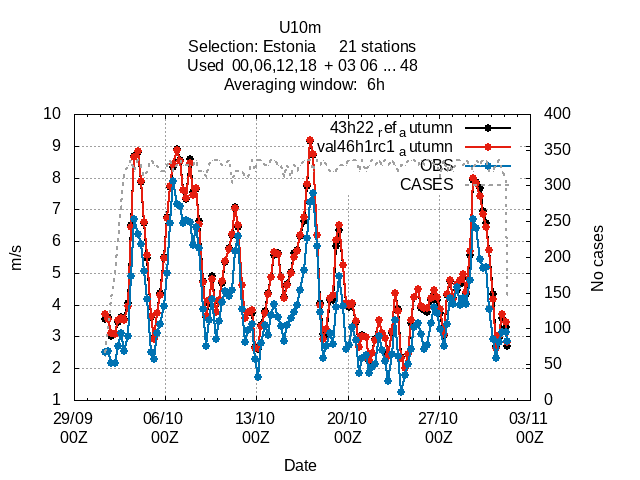 U10m
Selection: Estonia 21 stations
Used 00,06,12,18 + 03 06 ... 48
Averaging window: 6h
43h22_ref_autumn
val46h1rc1_autumn
OBS
CASES
10
9
8
7
6
5
4
3
2
1
m/s
400
350
300
250
200
150
100
50
0
No cases
29/09 06/10 13/10 20/10 27/10 03/11
00Z 00Z 00Z 00Z 00Z 00Z
Date